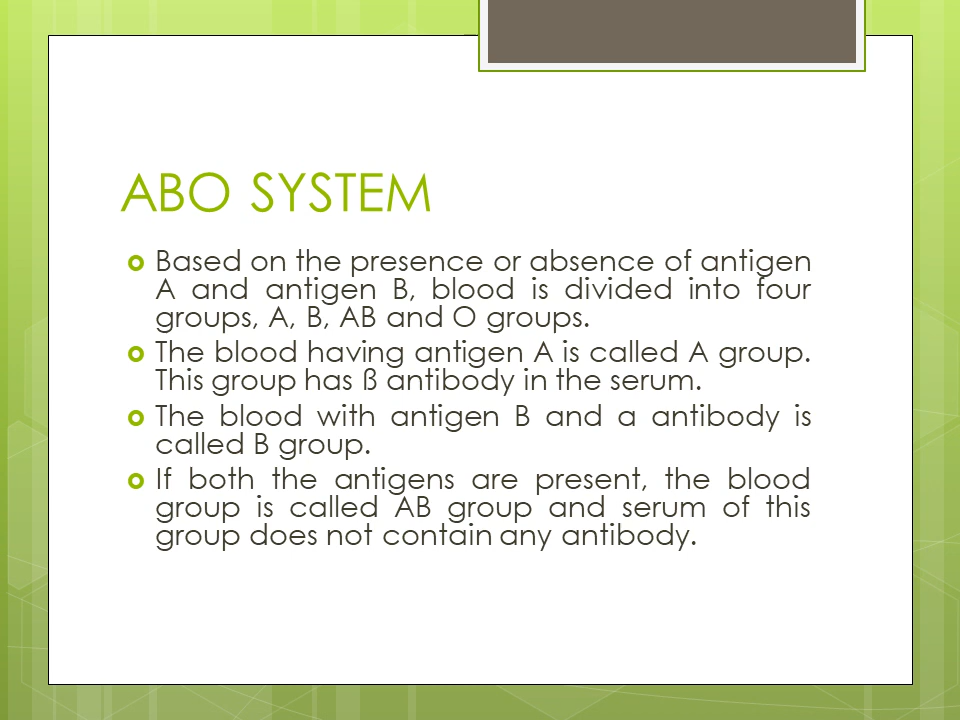 ABO SYSTEM
Based on the presence or absence of antigen
A and antigen B, blood is divided into four
groups, A, B, AB and O groups.
The blood having antigen A is called A group.
This group has ß antibody in the serum.
The blood with antigen B and a antibody is
called B group.
If both the antigens are present, the blood
group is called AB group and serum of this
group does not contain any antibody.